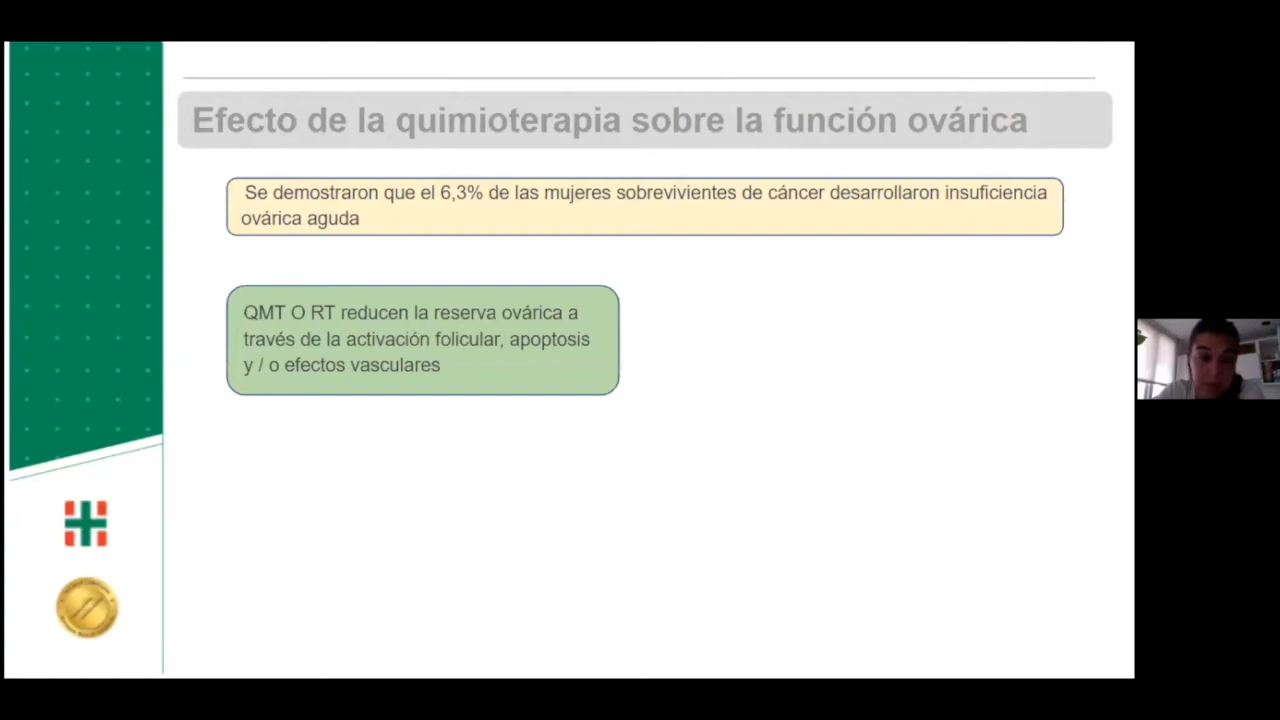 Efecto de la quimioterapia sobre la función ovárica
Se demostraron que el 6,3% de las mujeres sobrevivientes de cáncer desarrollaron insuficiencia
ovárica aguda
QMT O RT reducen la reserva ovárica a
través de la activación folicular, apoptosis
y / o efectos vasculares